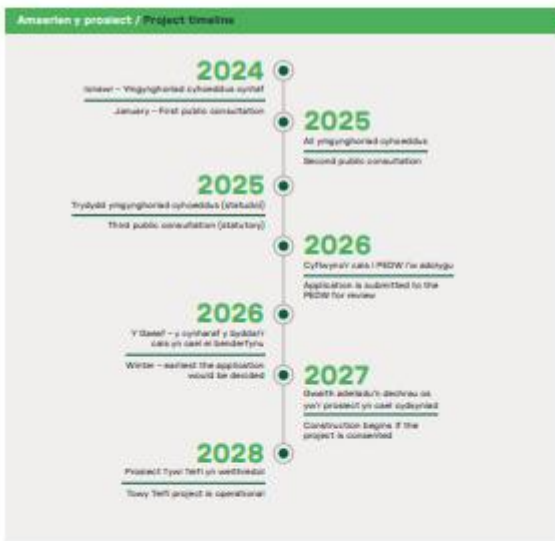 Amserlen y prosiect / Project timeline
2024
Ionawr – Ymgynghoriad cyhoeddus cyntaf
January – First public consultation
2025
Ail ymgynghoriad cyhoeddus
Second public consultation
2025
Trydydd ymgynghoriad cyhoeddus (statudol)
Third public consultation (statutory)
2026
Cyflwyno'r cais i PEDW i'w adolygu
Application is submitted to the
PEDW for review
2026
Y Gaeaf – y cynharaf y byddai'r
cais yn cael ei benderfynu
Winter – earliest the application
would be decided
2027
Gwaith adeiladu'n dechrau os
yw'r prosiect yn cael cydsyniad
Construction begins if the
project is consented
2028
Prosiect Tywi Teifi yn weithredol
Towy Teifi project is operational